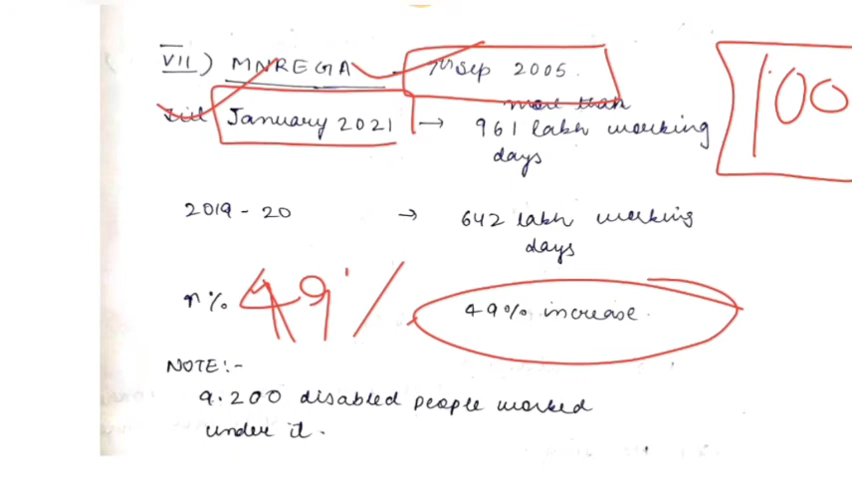 VII) MNREGA - 7th Sep 2005.
more than
till January 2021 → 961 lakh working
days
100
2019 - 20 → 642 lakh working
days
n% 49% 49% increase.
NOTE:-
9.200 disabled people worked
under it.